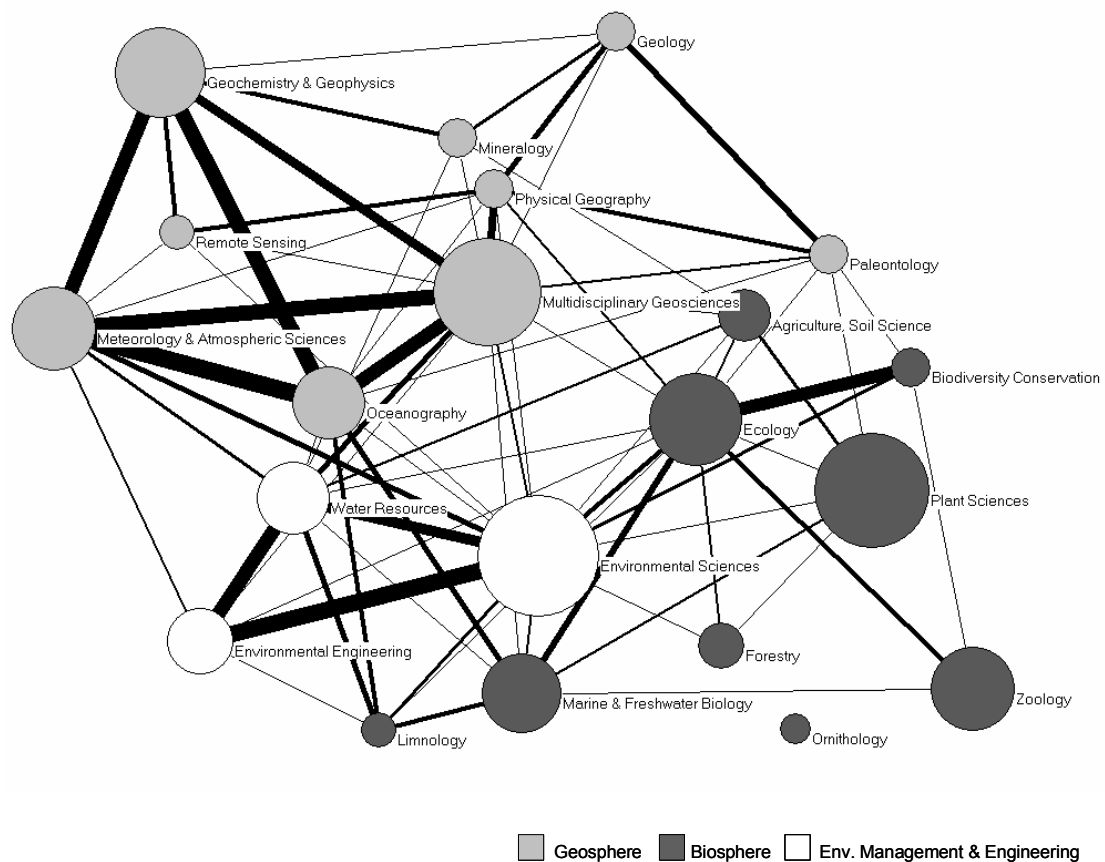 Geology
Geochemistry & Geophysics
Mineralogy
Physical Geography
Remote Sensing
Paleontology
Multidisciplinary Geosciences
Agriculture, Soil Science
Meteorology & Atmospheric Sciences
Biodiversity Conservation
Oceanography
Ecology
Plant Sciences
Water Resources
Environmental Sciences
Environmental Engineering
Forestry
Marine & Freshwater Biology
Zoology
Limnology
Ornithology
Geosphere
Biosphere
Env. Management & Engineering